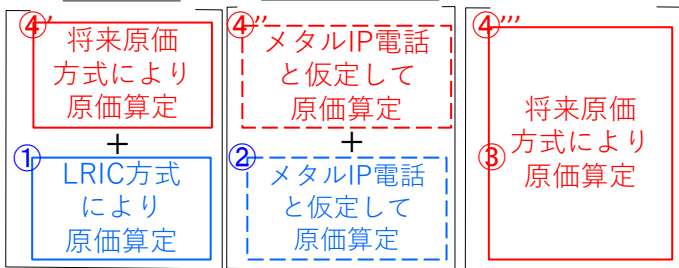 ④'
将来原価
方式により
原価算定
+
①
LRIC方式
により
原価算定
④''
メタルIP電話
と仮定して
原価算定
+
②
メタルIP電話
と仮定して
原価算定
④'''
③
将来原価
方式により
原価算定